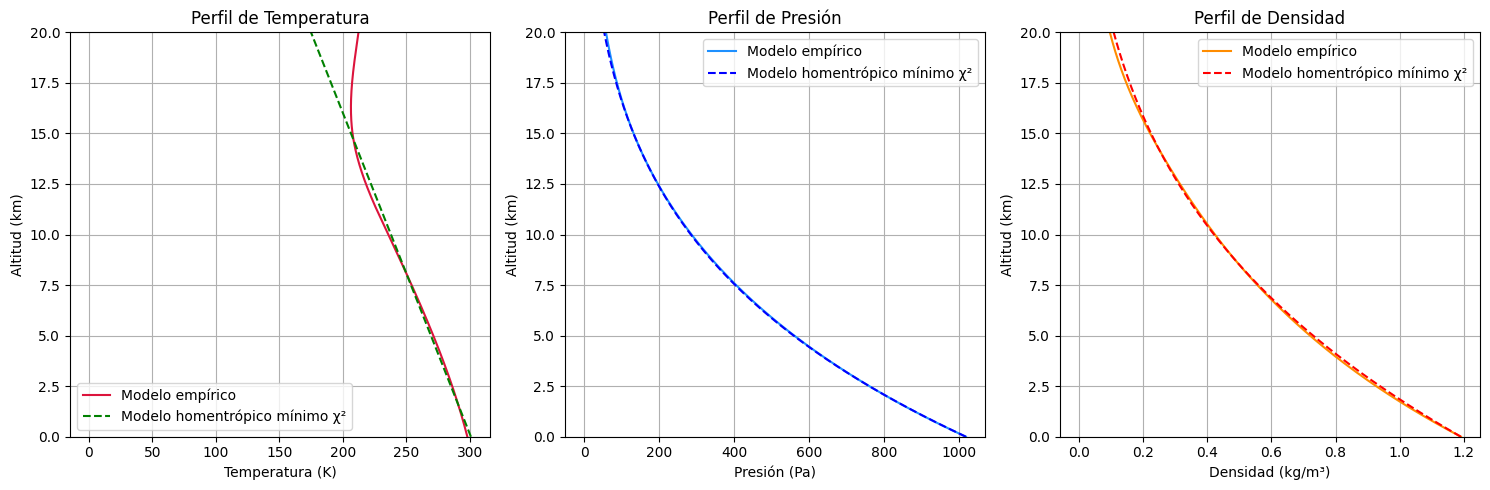 Perfil de Temperatura
20.0
17.5
15.0
12.5
10.0
7.5
5.0
2.5
0.0
Altitud (km)
Modelo empírico
Modelo homentrópico mínimo χ²
0 50 100 150 200 250 300
Temperatura (K)
Perfil de Presión
20.0
17.5
15.0
12.5
10.0
7.5
5.0
2.5
0.0
Altitud (km)
Modelo empírico
Modelo homentrópico mínimo χ²
0 200 400 600 800 1000
Presión (Pa)
Perfil de Densidad
20.0
17.5
15.0
12.5
10.0
7.5
5.0
2.5
0.0
Altitud (km)
Modelo empírico
Modelo homentrópico mínimo χ²
0.0 0.2 0.4 0.6 0.8 1.0 1.2
Densidad (kg/m³)